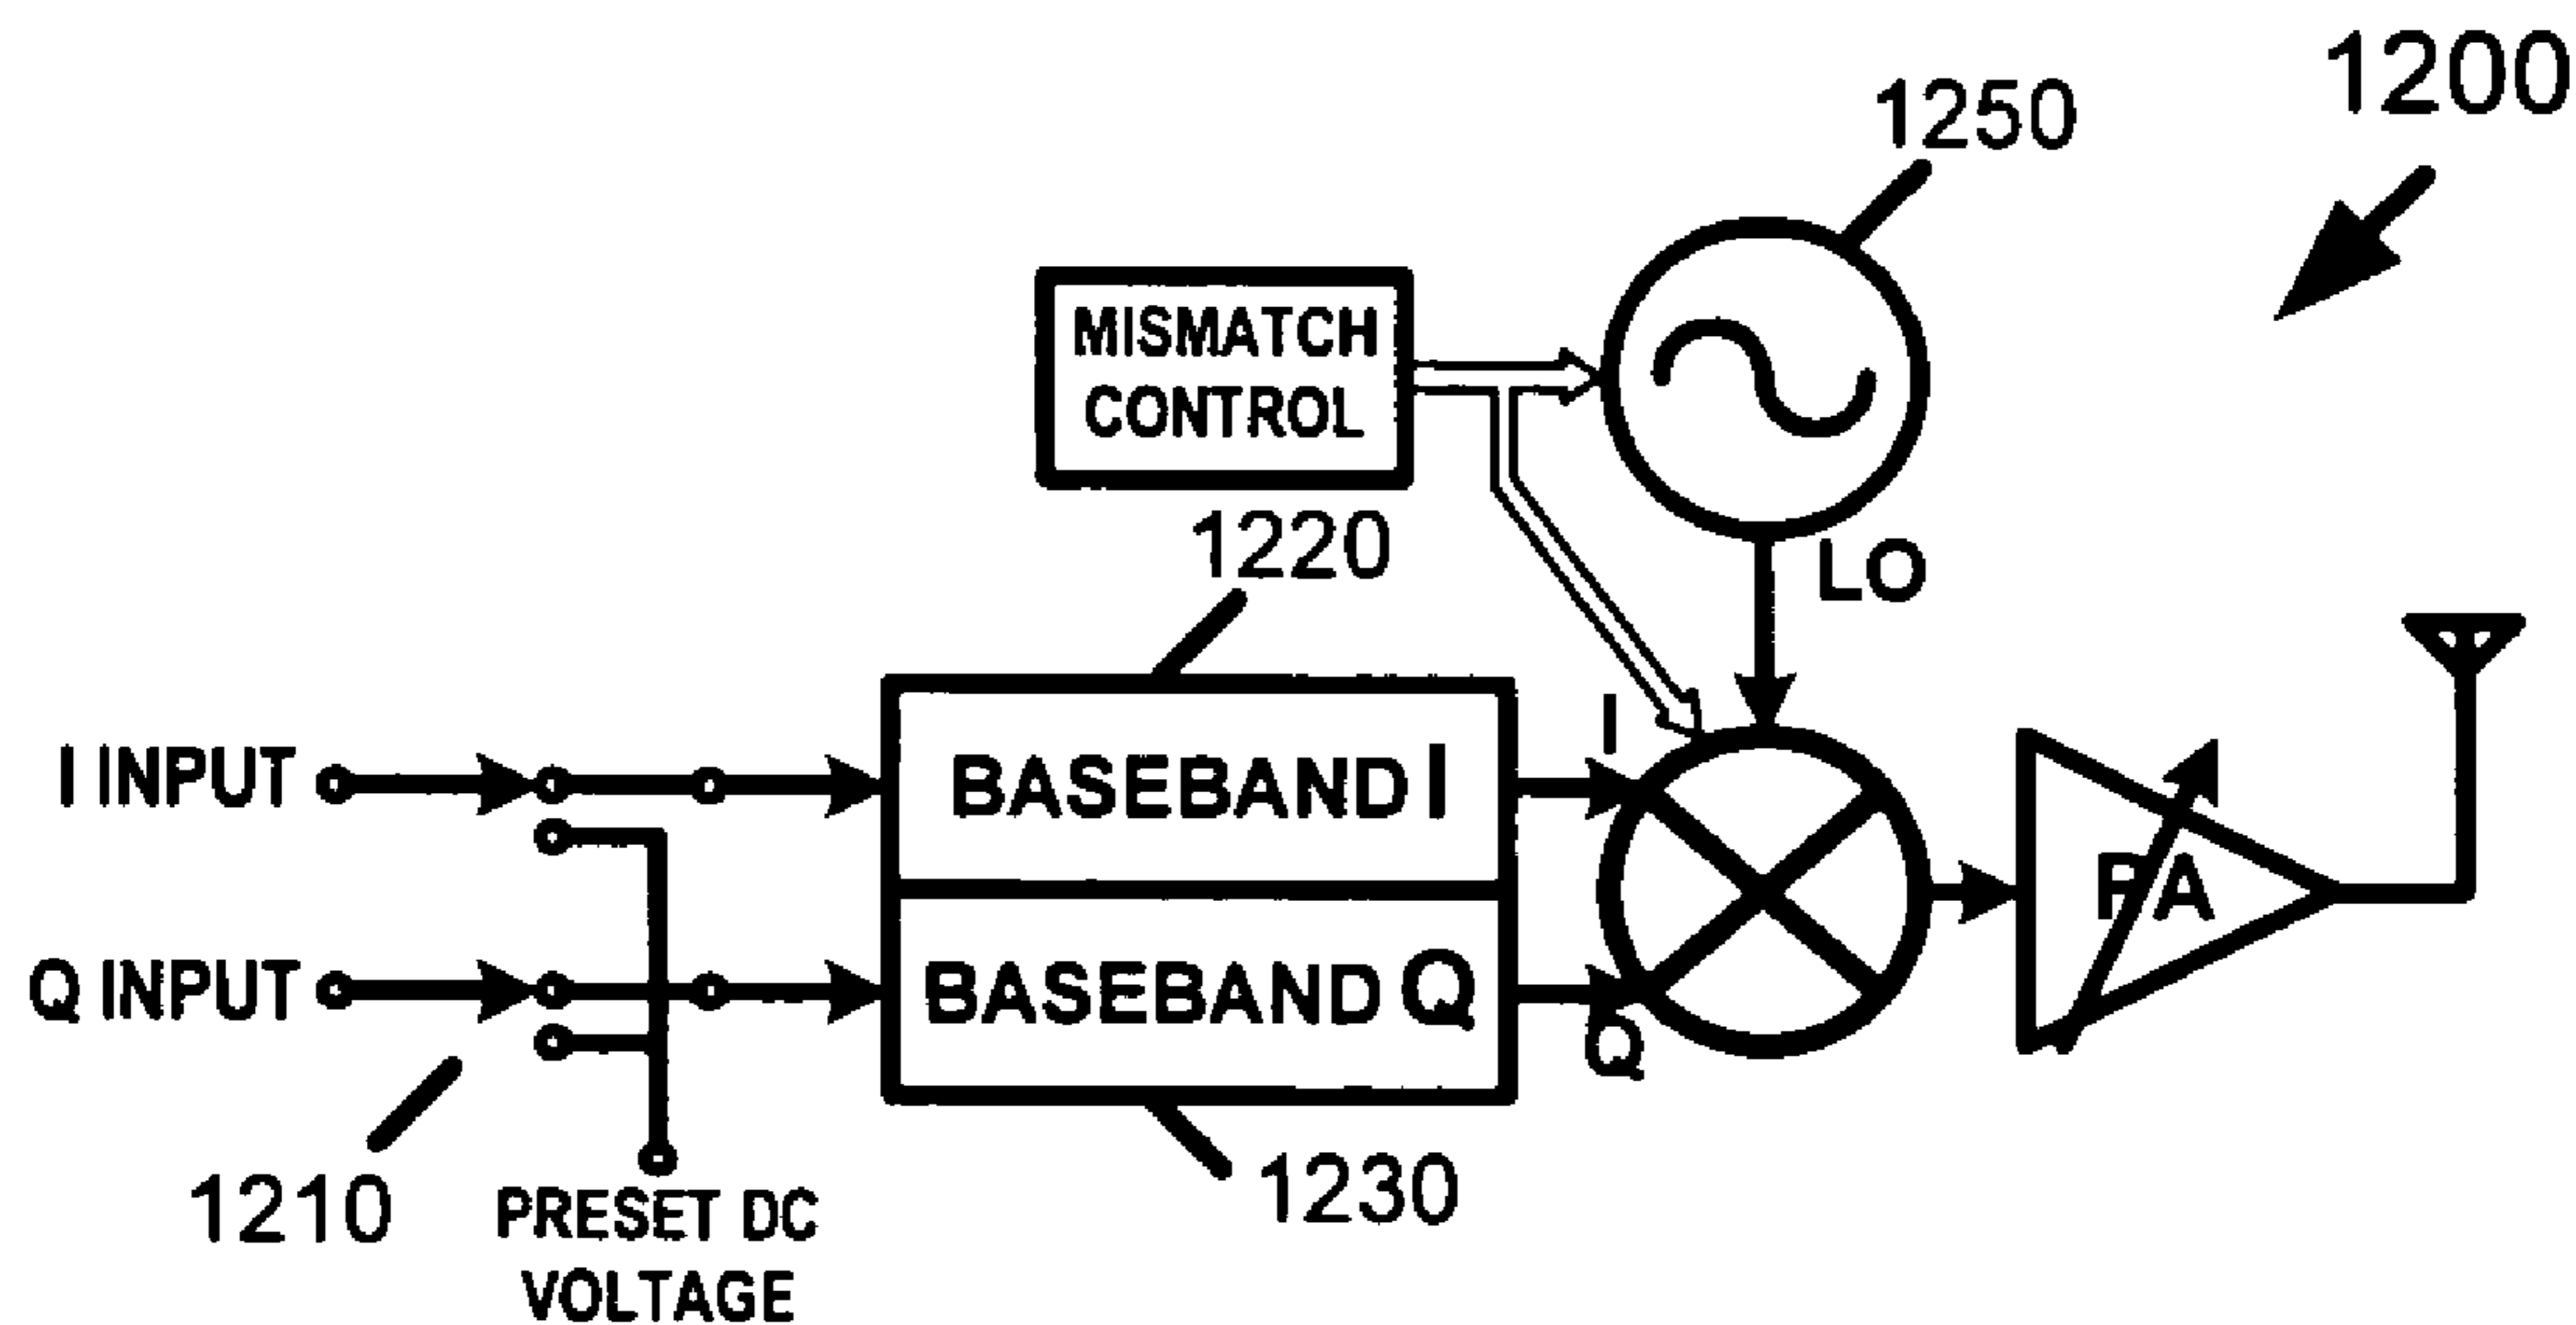 1200
1250
MISMATCH
CONTROL
1220
LO
I INPUT
BASEBAND I
I
PA
Q INPUT
BASEBAND Q
Q
1210
PRESET DC
VOLTAGE
1230